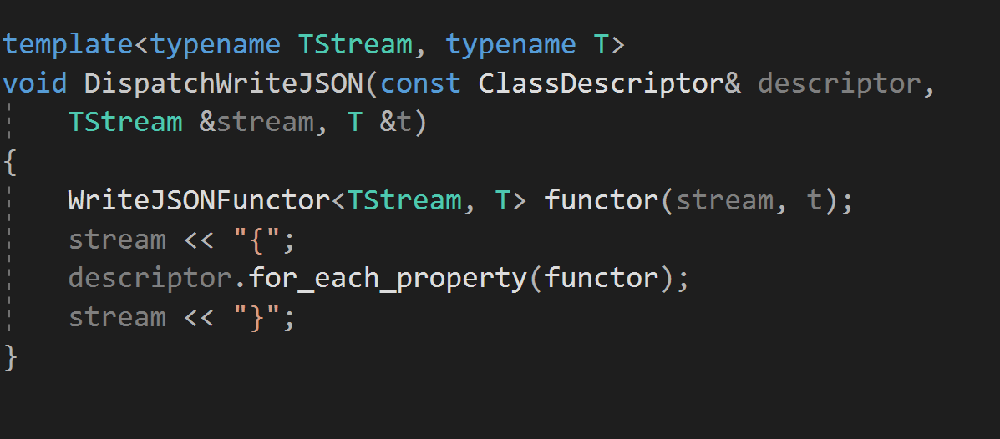 template<typename TStream, typename T>
void DispatchWriteJSON(const ClassDescriptor& descriptor,
    TStream &stream, T &t)
{
    WriteJSONFunctor<TStream, T> functor(stream, t);
    stream << "{";
    descriptor.for_each_property(functor);
    stream << "}";
}